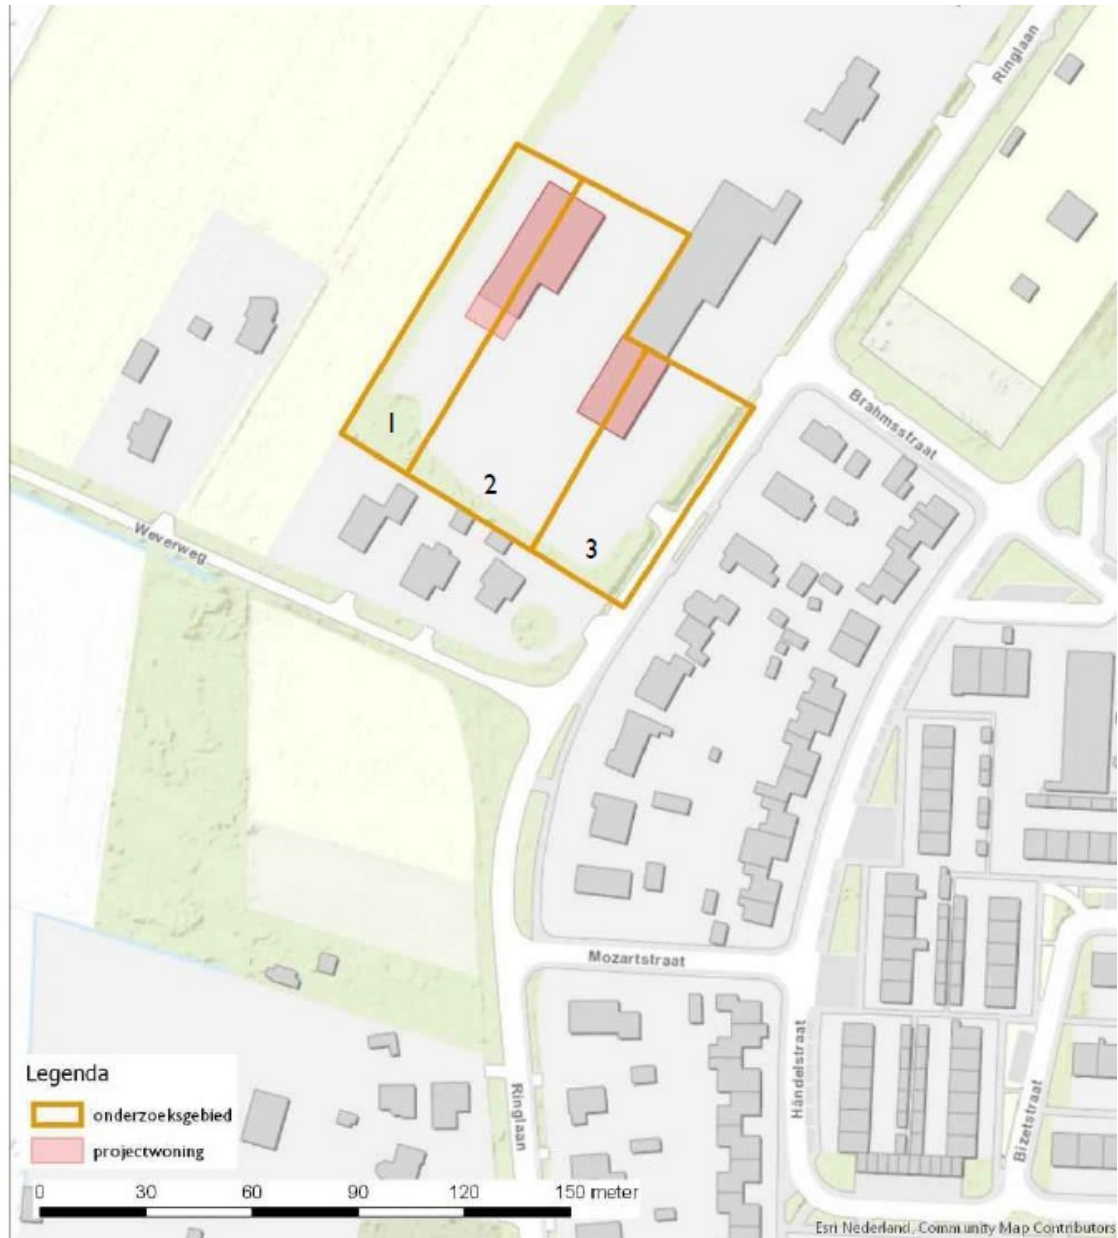 Ringlaan
Brahmsstraat
1
2
3
Weverweg
Mozartstraat
Händelstraat
Bizetstraat
Ringlaan
Legenda
onderzoeksgebied
projectwoning
0 30 60 90 120 150 meter
Esri Nederland, Community Map Contributors